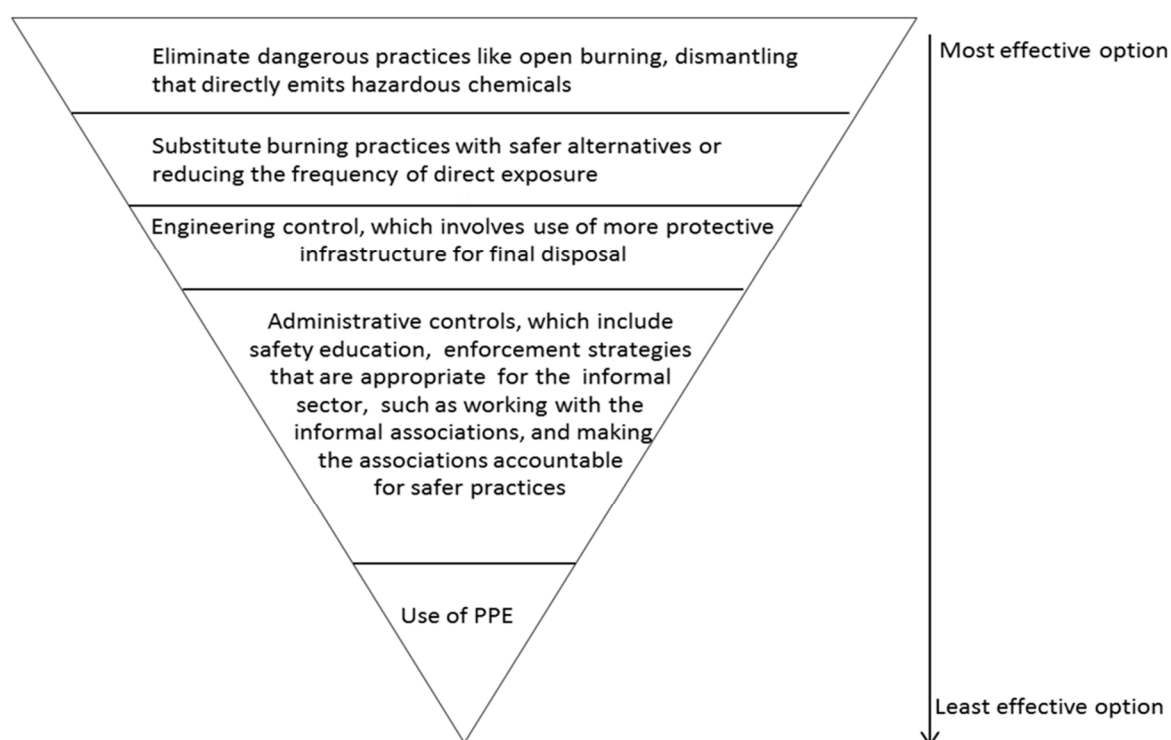 Eliminate dangerous practices like open burning, dismantling
that directly emits hazardous chemicals
Most effective option
Substitute burning practices with safer alternatives or
reducing the frequency of direct exposure
Engineering control, which involves use of more protective
infrastructure for final disposal
Administrative controls, which include
safety education, enforcement strategies
that are appropriate for the informal
sector, such as working with the
informal associations, and making
the associations accountable
for safer practices
Use of PPE
Least effective option